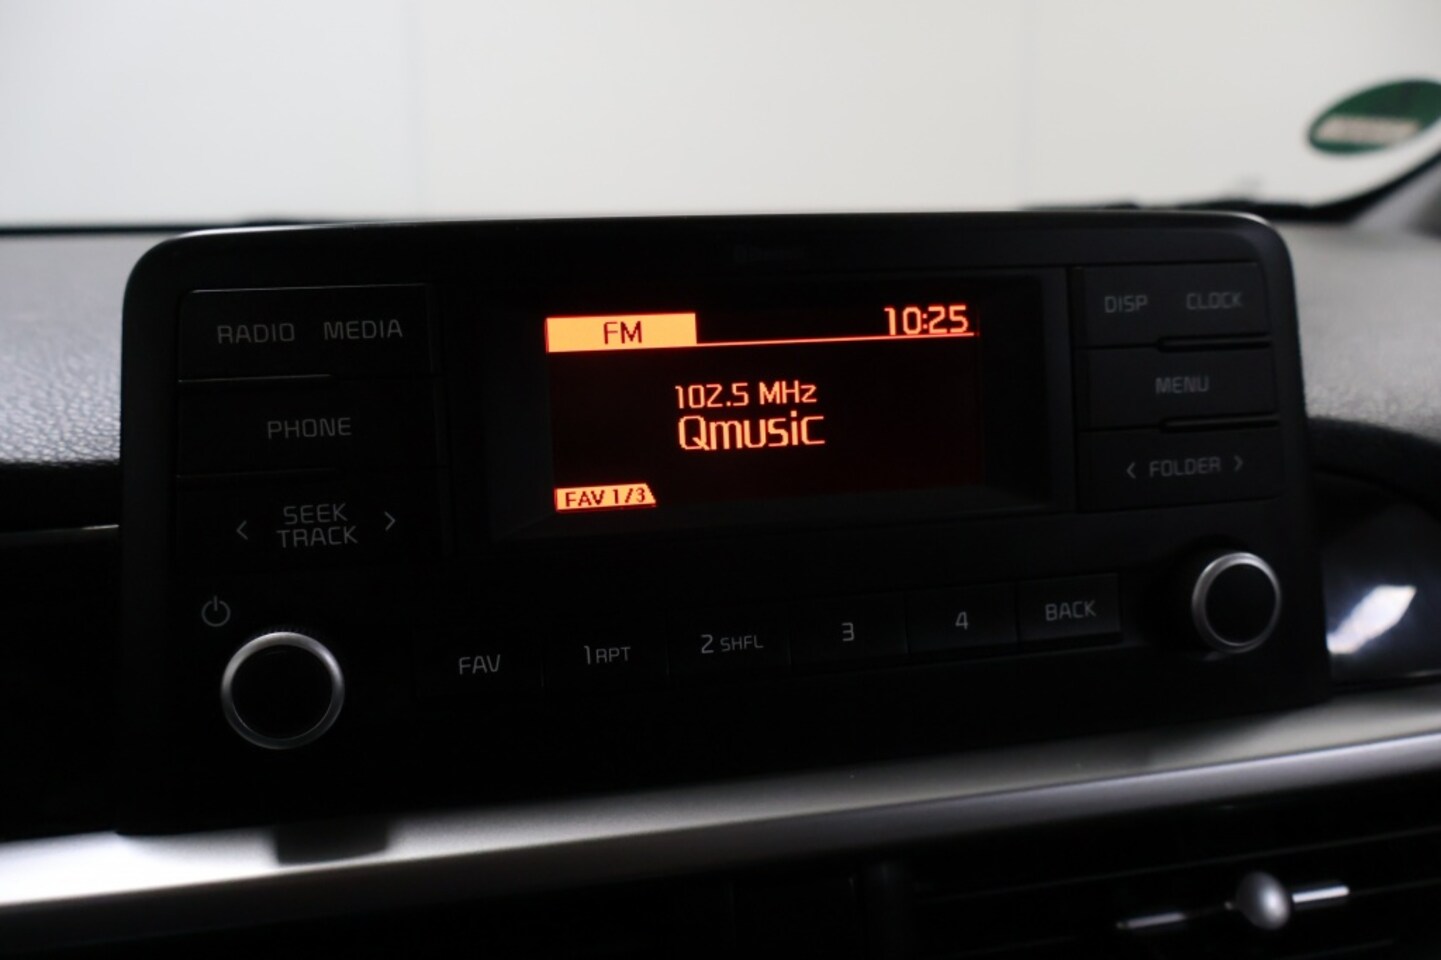 RADIO MEDIA
PHONE
< SEEK TRACK >
FM 10:25
102.5 MHz
Qmusic
FAV 1/3
DISP CLOCK
MENU
< FOLDER >
FAV 1 RPT 2 SHFL 3 4 BACK